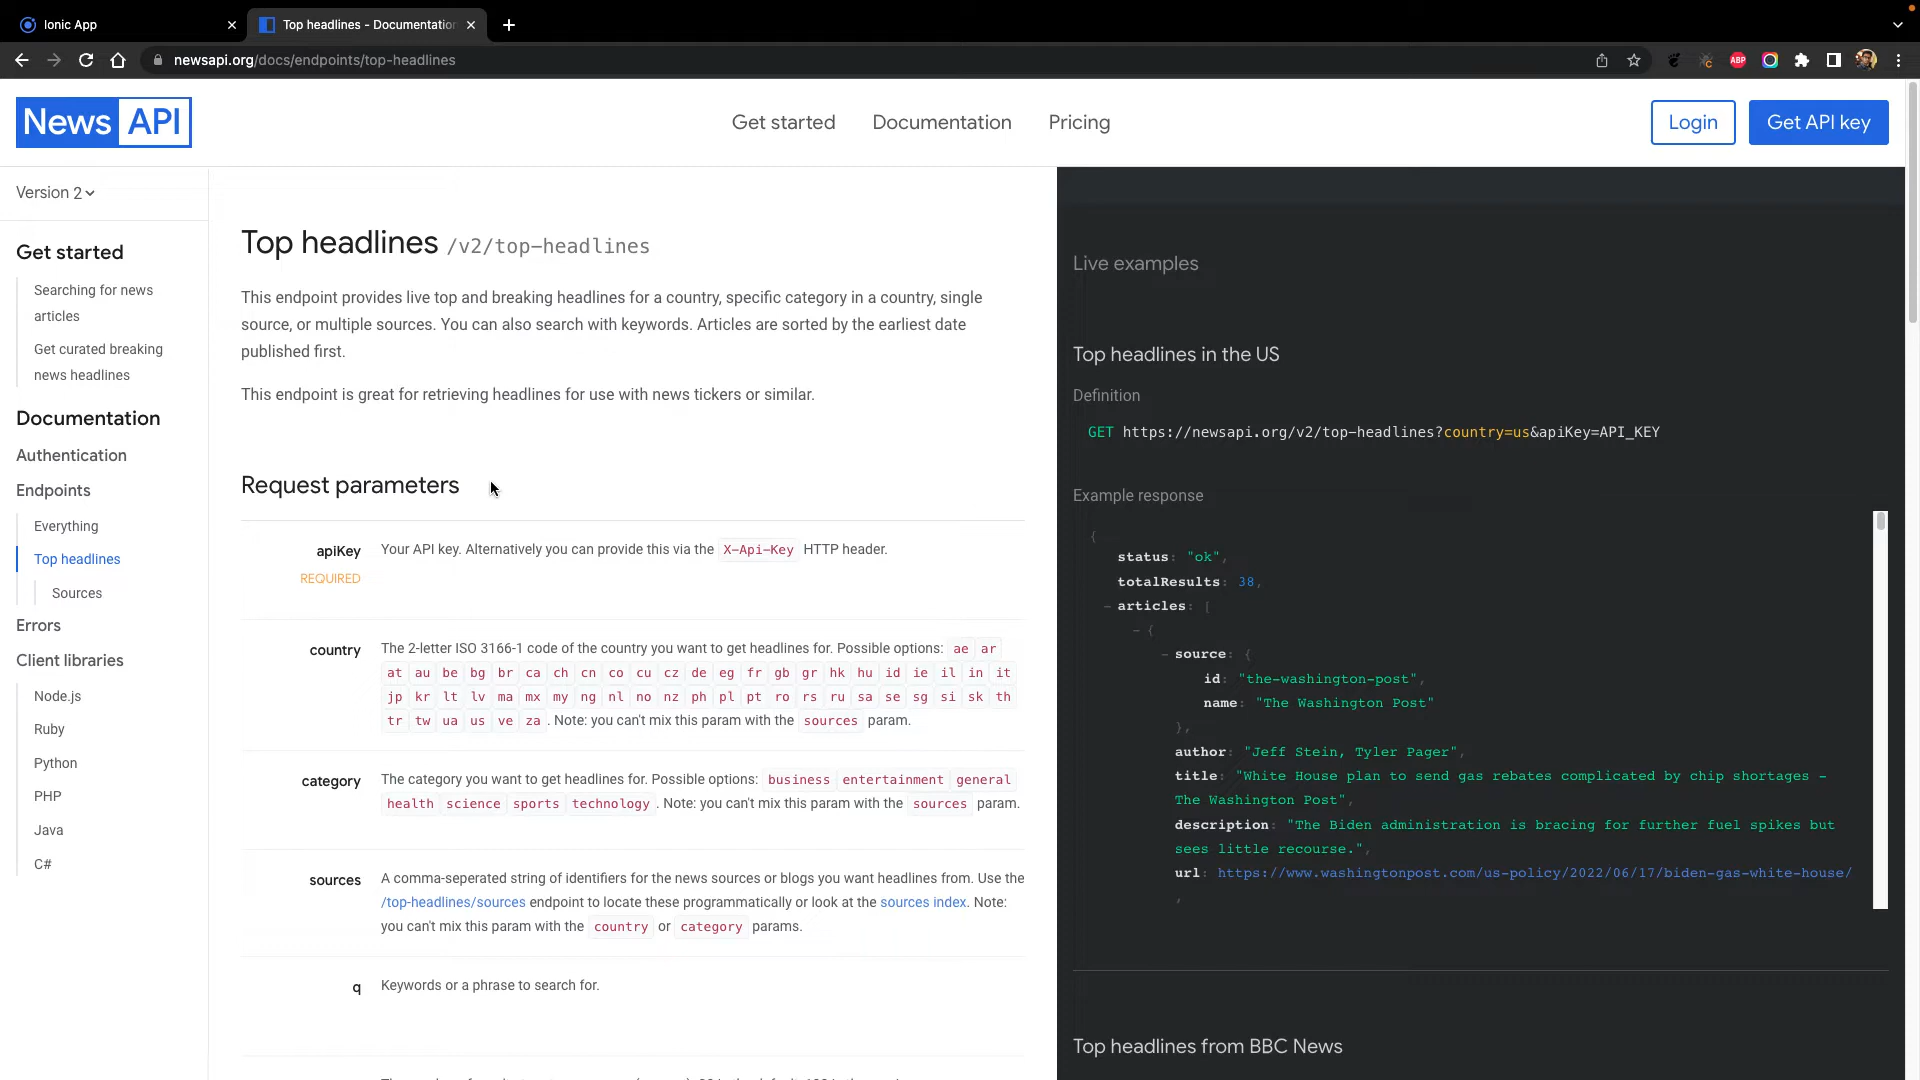 Ionic App
Top headlines - Documentation
newsapi.org/docs/endpoints/top-headlines
ABP
News API
Get started
Documentation
Pricing
Login
Get API key
Version 2
Get started
Searching for news
articles
Get curated breaking
news headlines
Documentation
Authentication
Endpoints
Everything
Top headlines
Sources
Errors
Client libraries
Node.js
Ruby
Python
PHP
Java
C#
Top headlines /v2/top-headlines
This endpoint provides live top and breaking headlines for a country, specific category in a country, single
source, or multiple sources. You can also search with keywords. Articles are sorted by the earliest date
published first.
This endpoint is great for retrieving headlines for use with news tickers or similar.
Request parameters
apiKey
REQUIRED
Your API key. Alternatively you can provide this via the X-Api-Key HTTP header.
country
The 2-letter ISO 3166-1 code of the country you want to get headlines for. Possible options: ae ar
at au be bg br ca ch cn co cu cz de eg fr gb gr hk hu id ie il in it
jp kr lt lv ma mx my ng nl no nz ph pl pt ro rs ru sa se sg si sk th
tr tw ua us ve za . Note: you can't mix this param with the sources param.
category
The category you want to get headlines for. Possible options: business entertainment general
health science sports technology . Note: you can't mix this param with the sources param.
sources
A comma-seperated string of identifiers for the news sources or blogs you want headlines from. Use the
/top-headlines/sources endpoint to locate these programmatically or look at the sources index. Note:
you can't mix this param with the country or category params.
q
Keywords or a phrase to search for.
Live examples
Top headlines in the US
Definition
GET https://newsapi.org/v2/top-headlines?country=us&apiKey=API_KEY
Example response
{
status: "ok",
totalResults: 38,
- articles: [
- {
- source: {
id: "the-washington-post",
name: "The Washington Post"
},
author: "Jeff Stein, Tyler Pager",
title: "White House plan to send gas rebates complicated by chip shortages -
The Washington Post",
description: "The Biden administration is bracing for further fuel spikes but
sees little recourse.",
url: https://www.washingtonpost.com/us-policy/2022/06/17/biden-gas-white-house/
,
Top headlines from BBC News